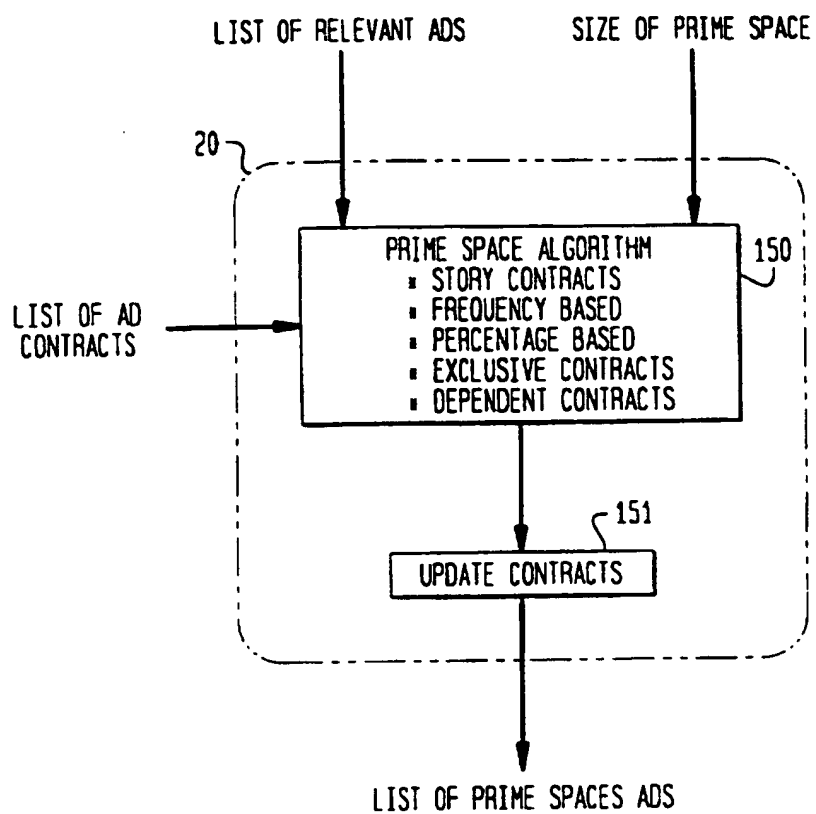 LIST OF RELEVANT ADS
SIZE OF PRIME SPACE
20
PRIME SPACE ALGORITHM
150
▪ STORY CONTRACTS
▪ FREQUENCY BASED
▪ PERCENTAGE BASED
▪ EXCLUSIVE CONTRACTS
▪ DEPENDENT CONTRACTS
LIST OF AD
CONTRACTS
151
UPDATE CONTRACTS
LIST OF PRIME SPACES ADS